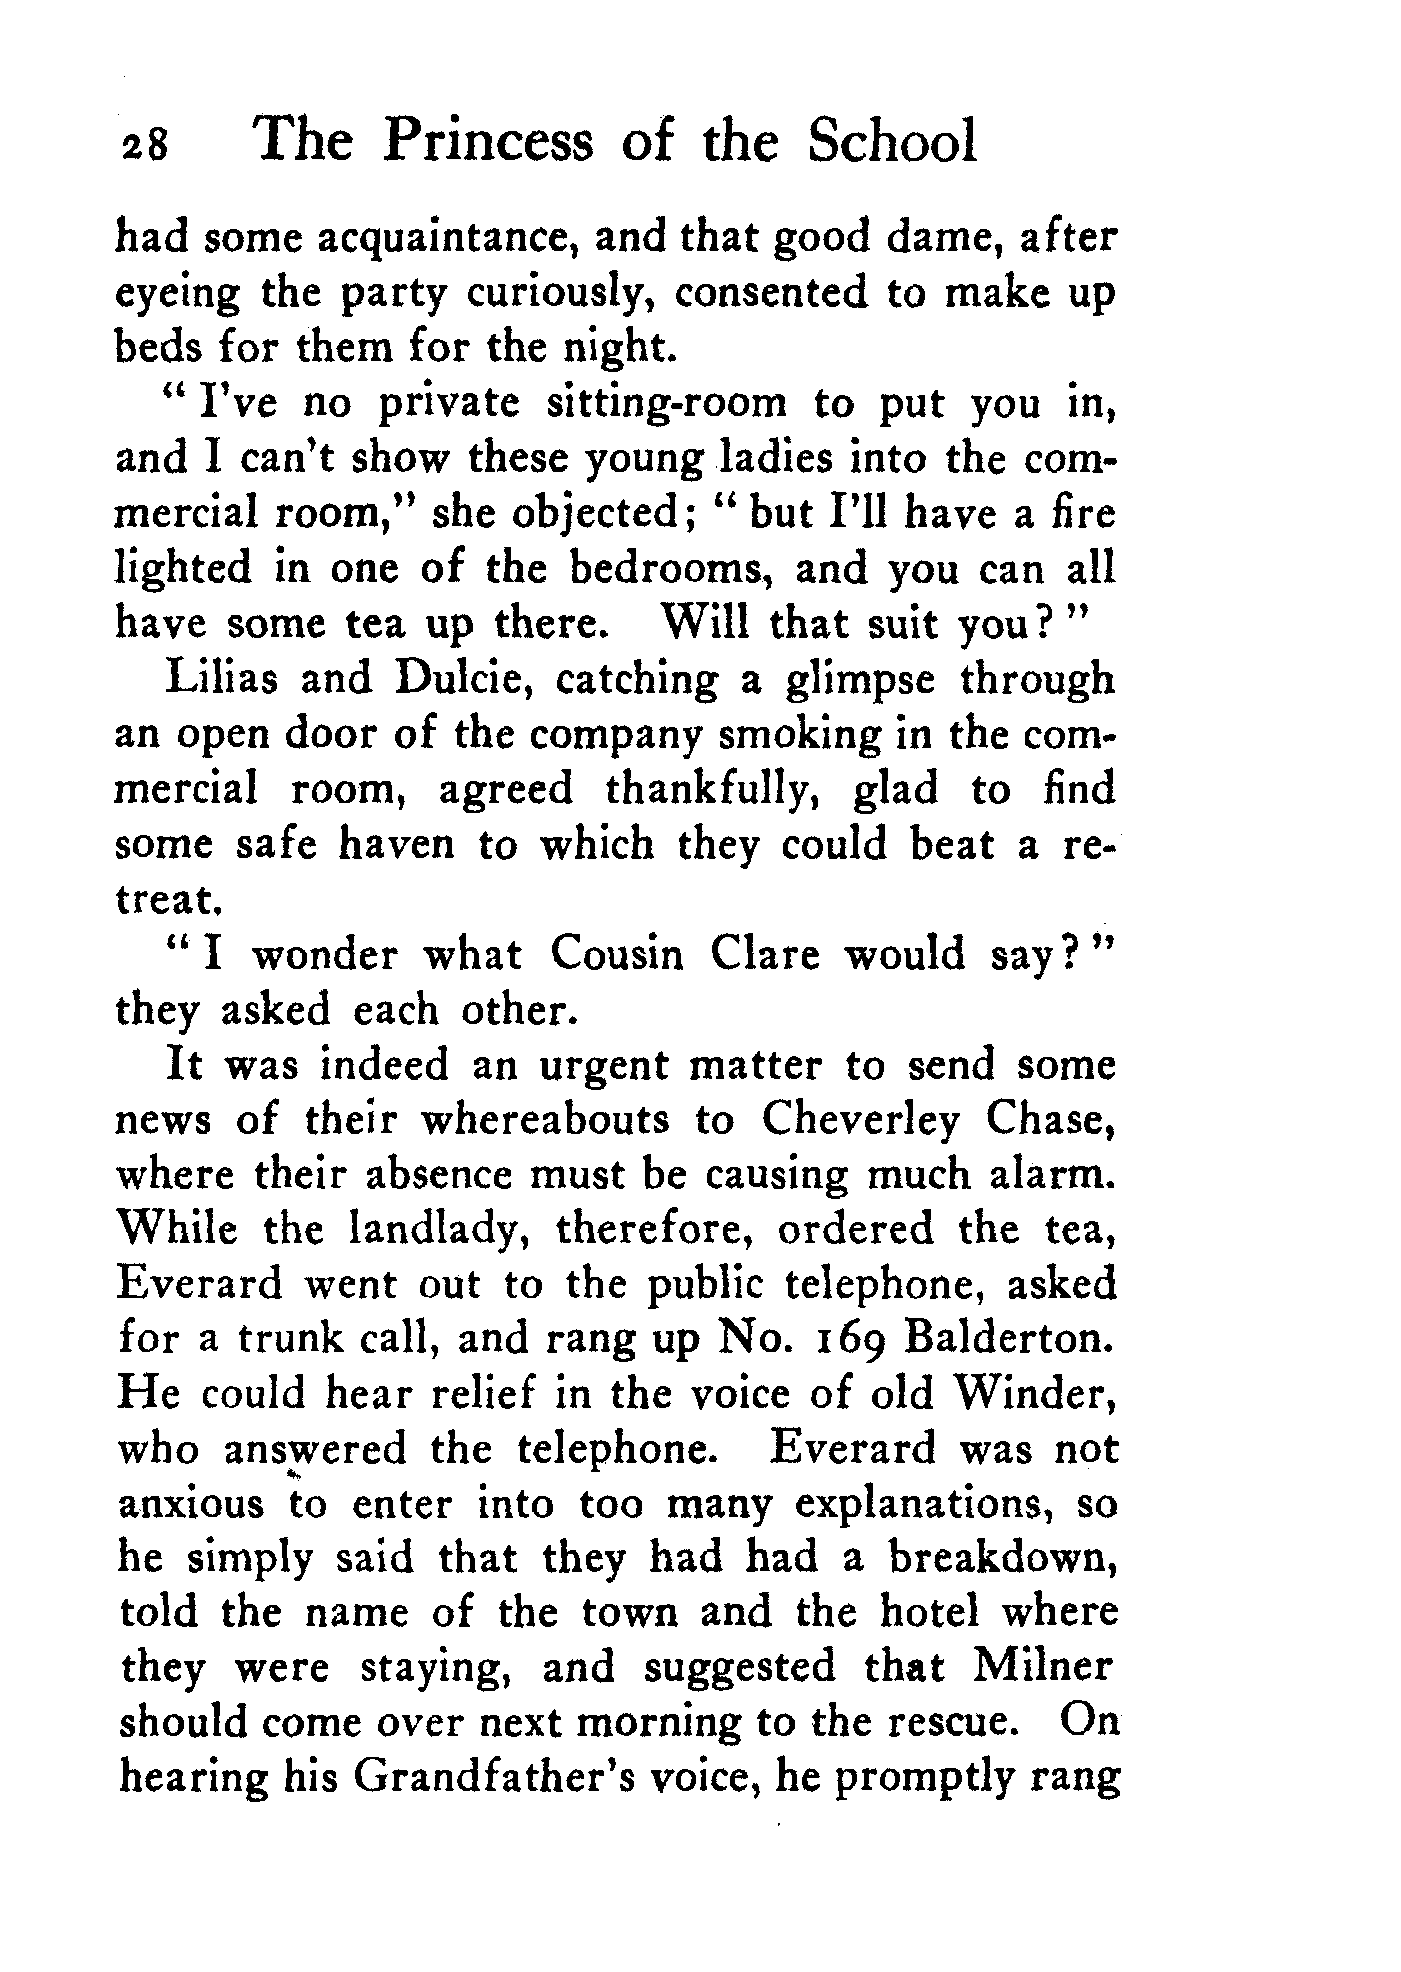 28 The Princess of the School
had some acquaintance, and that good dame, after
eyeing the party curiously, consented to make up
beds for them for the night.
" I've no private sitting-room to put you in,
and I can't show these young ladies into the com-
mercial room," she objected; " but I'll have a fire
lighted in one of the bedrooms, and you can all
have some tea up there. Will that suit you? "
Lilias and Dulcie, catching a glimpse through
an open door of the company smoking in the com-
mercial room, agreed thankfully, glad to find
some safe haven to which they could beat a re-
treat.
" I wonder what Cousin Clare would say? "
they asked each other.
It was indeed an urgent matter to send some
news of their whereabouts to Cheverley Chase,
where their absence must be causing much alarm.
While the landlady, therefore, ordered the tea,
Everard went out to the public telephone, asked
for a trunk call, and rang up No. 169 Balderton.
He could hear relief in the voice of old Winder,
who answered the telephone. Everard was not
anxious to enter into too many explanations, so
he simply said that they had had a breakdown,
told the name of the town and the hotel where
they were staying, and suggested that Milner
should come over next morning to the rescue. On
hearing his Grandfather's voice, he promptly rang